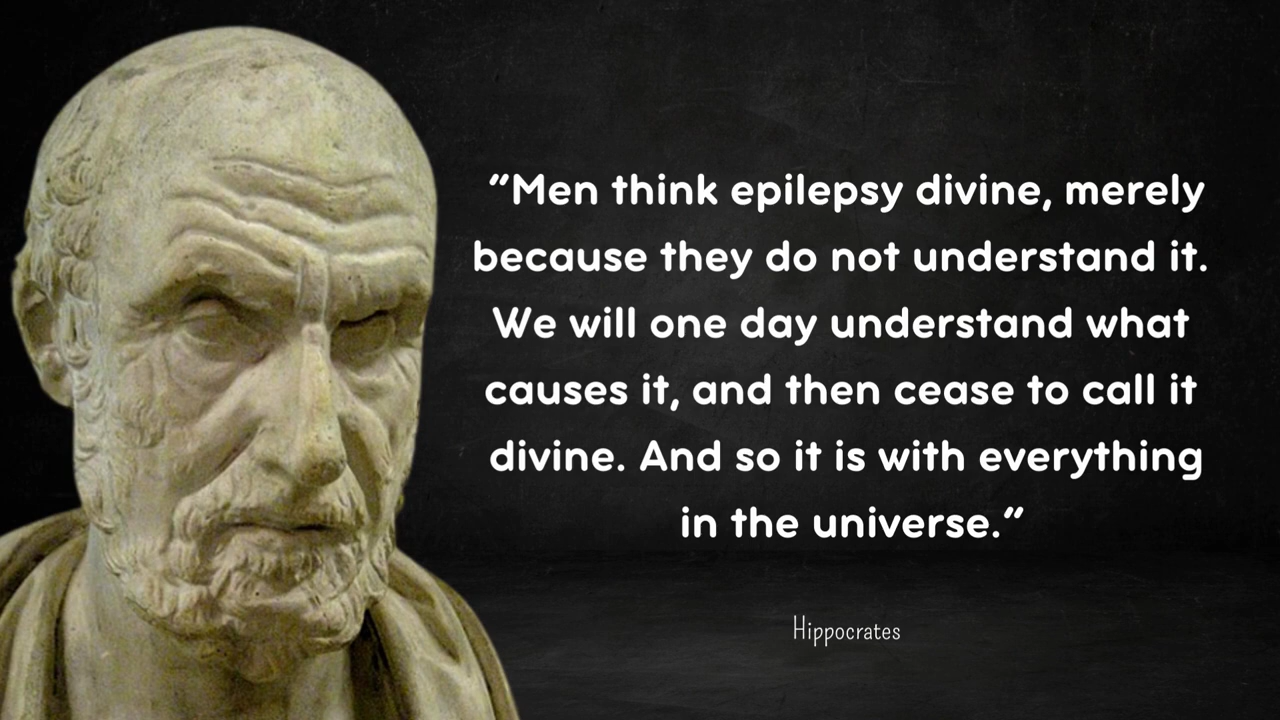 “Men think epilepsy divine, merely
because they do not understand it.
We will one day understand what
causes it, and then cease to call it
divine. And so it is with everything
in the universe.”
Hippocrates